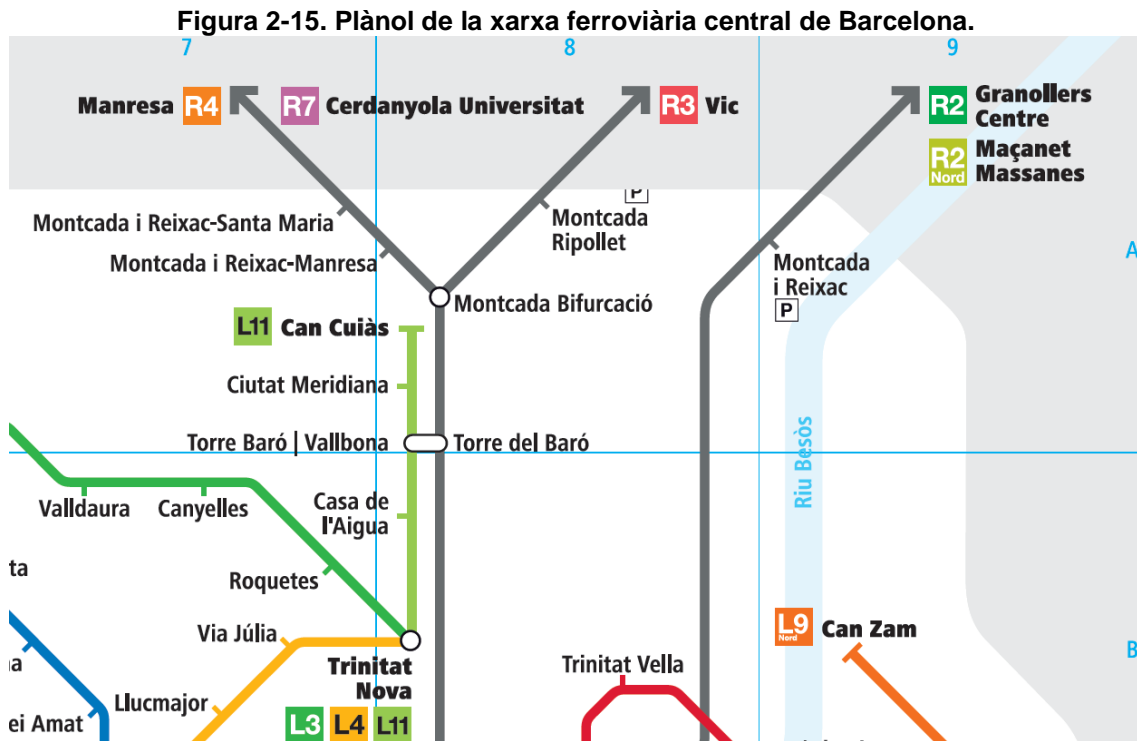 Figura 2-15. Plànol de la xarxa ferroviària central de Barcelona.
7
8
9
Manresa R4
R7 Cerdanyola Universitat
R3 Vic
R2 Granollers
Centre
R2
Nord
Maçanet
Massanes
P
Montcada i Reixac-Santa Maria
Montcada
Ripollet
Montcada i Reixac-Manresa
Montcada
i Reixac
P
A
Montcada Bifurcació
L11 Can Cuiàs
Ciutat Meridiana
Torre Baró | Vallbona
Torre del Baró
Riu Besòs
Valldaura
Canyelles
Casa de
l'Aigua
ta
Roquetes
Via Júlia
L9
Nord
Can Zam
B
na
Trinitat
Nova
L3 L4 L11
Trinitat Vella
Llucmajor
ei Amat